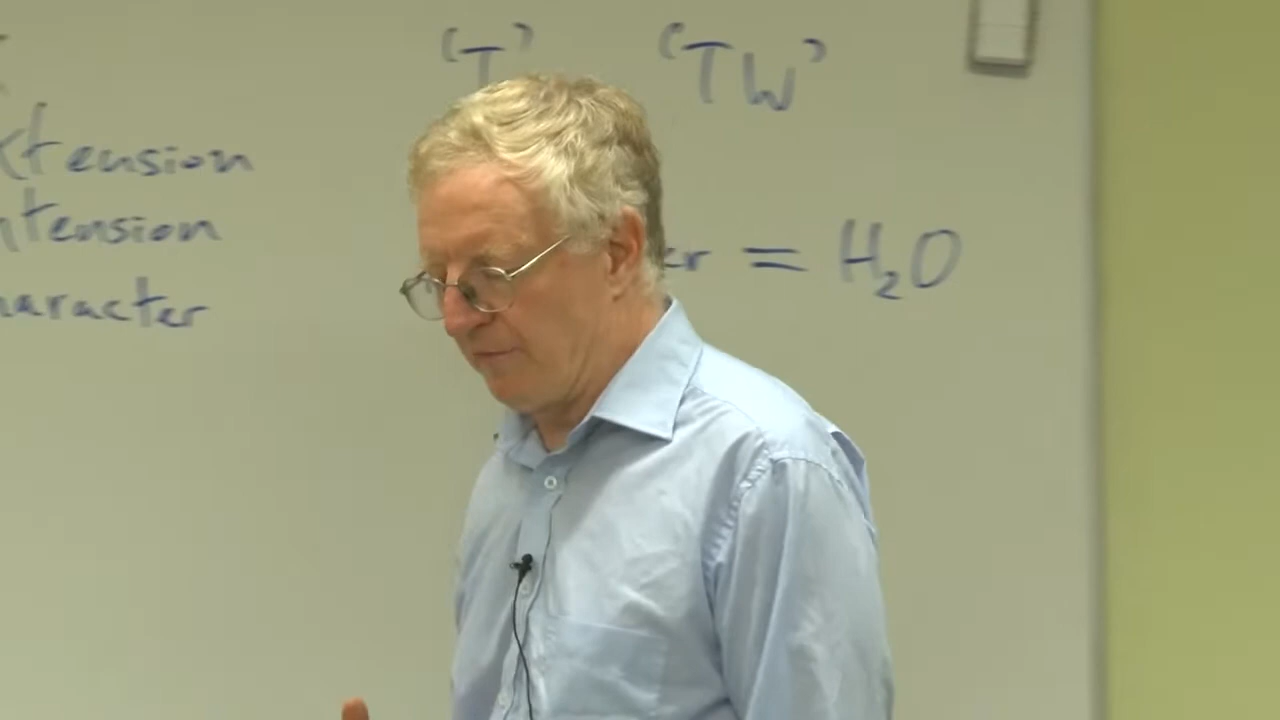 ‘T’ ‘TW’
xtension
ntension
er = H₂O
haracter